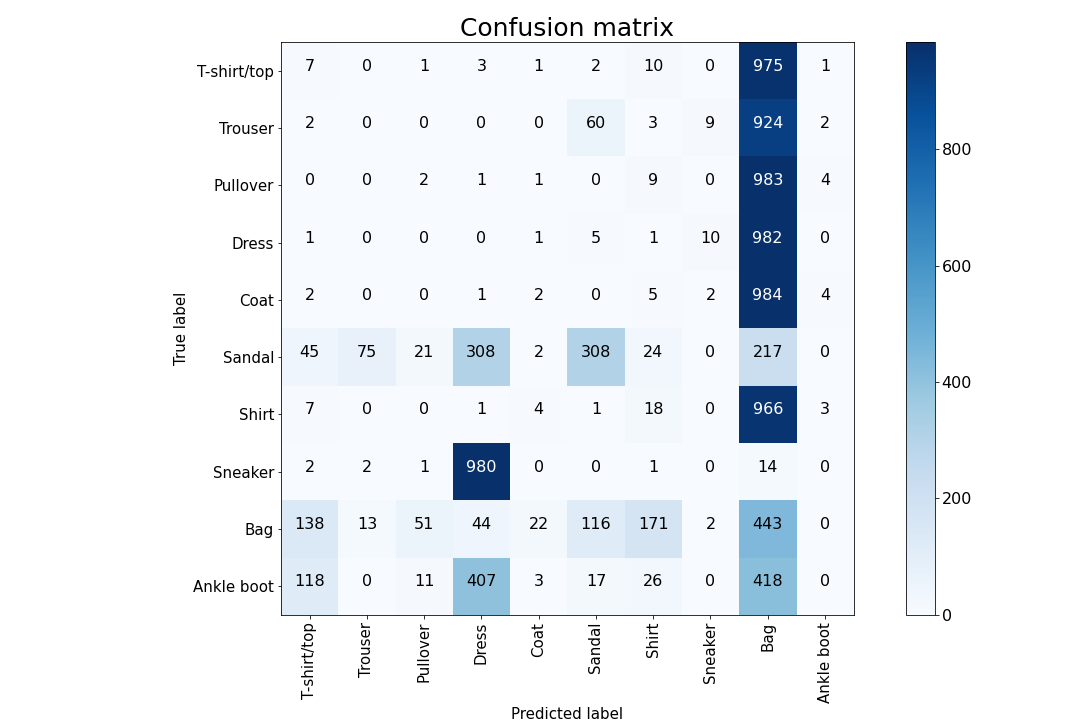 Confusion matrix
T-shirt/top 7 0 1 3 1 2 10 0 975 1
Trouser 2 0 0 0 0 60 3 9 924 2
800
Pullover 0 0 2 1 1 0 9 0 983 4
Dress 1 0 0 0 1 5 1 10 982 0
600
Coat 2 0 0 1 2 0 5 2 984 4
True label
Sandal 45 75 21 308 2 308 24 0 217 0
400
Shirt 7 0 0 1 4 1 18 0 966 3
Sneaker 2 2 1 980 0 0 1 0 14 0
200
Bag 138 13 51 44 22 116 171 2 443 0
Ankle boot 118 0 11 407 3 17 26 0 418 0
0
T-shirt/top
Trouser
Pullover
Dress
Coat
Sandal
Shirt
Sneaker
Bag
Ankle boot
Predicted label